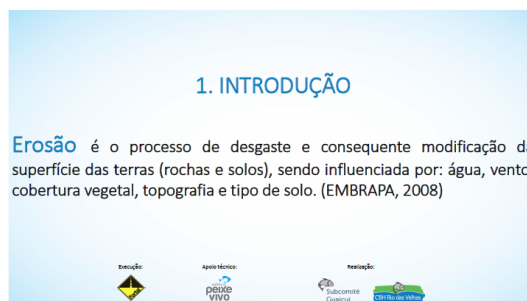 1. INTRODUÇÃO
Erosão é o processo de desgaste e consequente modificação da
superfície das terras (rochas e solos), sendo influenciada por: água, vento,
cobertura vegetal, topografia e tipo de solo. (EMBRAPA, 2008)
Execução: Apoio técnico: Realização:
peixe
vivo
Subcomitê
Guaicuí
CBH Rio das Velhas